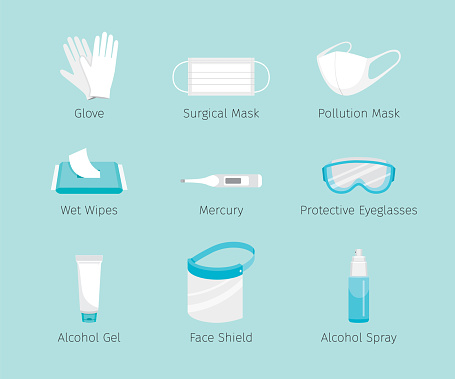 Glove
Surgical Mask
Pollution Mask
Wet Wipes
Mercury
Protective Eyeglasses
Alcohol Gel
Face Shield
Alcohol Spray